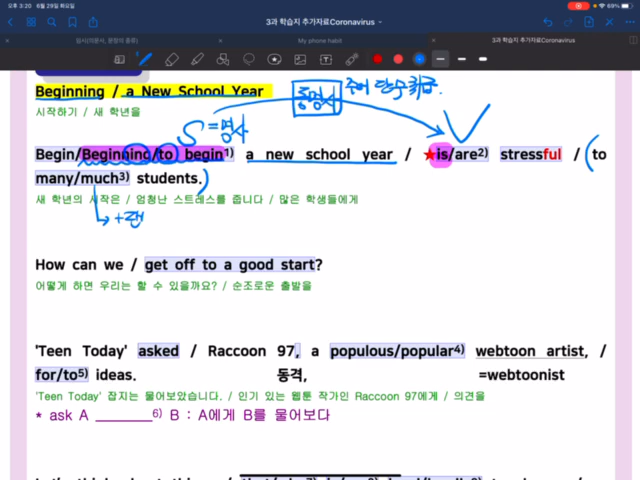 오후 3:20 6월 29일 화요일
69%
3과 학습지 추가자료Coronavirus
임시(의문사, 문장의 종류)
My phone habit
3과 학습지 추가자료Coronavirus
Beginning / a New School Year
시작하기 / 새 학년을
동명사 주어 단수취급.
S=명사
Begin/Beginning/to begin1) a new school year / ★is/are2) stressful / (to
many/much3) students.)
새 학년의 시작은 / 엄청난 스트레스를 줍니다 / 많은 학생들에게
How can we / get off to a good start?
어떻게 하면 우리는 할 수 있을까요? / 순조로운 출발을
'Teen Today' asked / Raccoon 97, a populous/popular4) webtoon artist, /
for/to5) ideas. 동격, =webtoonist
'Teen Today' 잡지는 물어보았습니다. / 인기 있는 웹툰 작가인 Raccoon 97에게 / 의견을
* ask A ________6) B : A에게 B를 물어보다